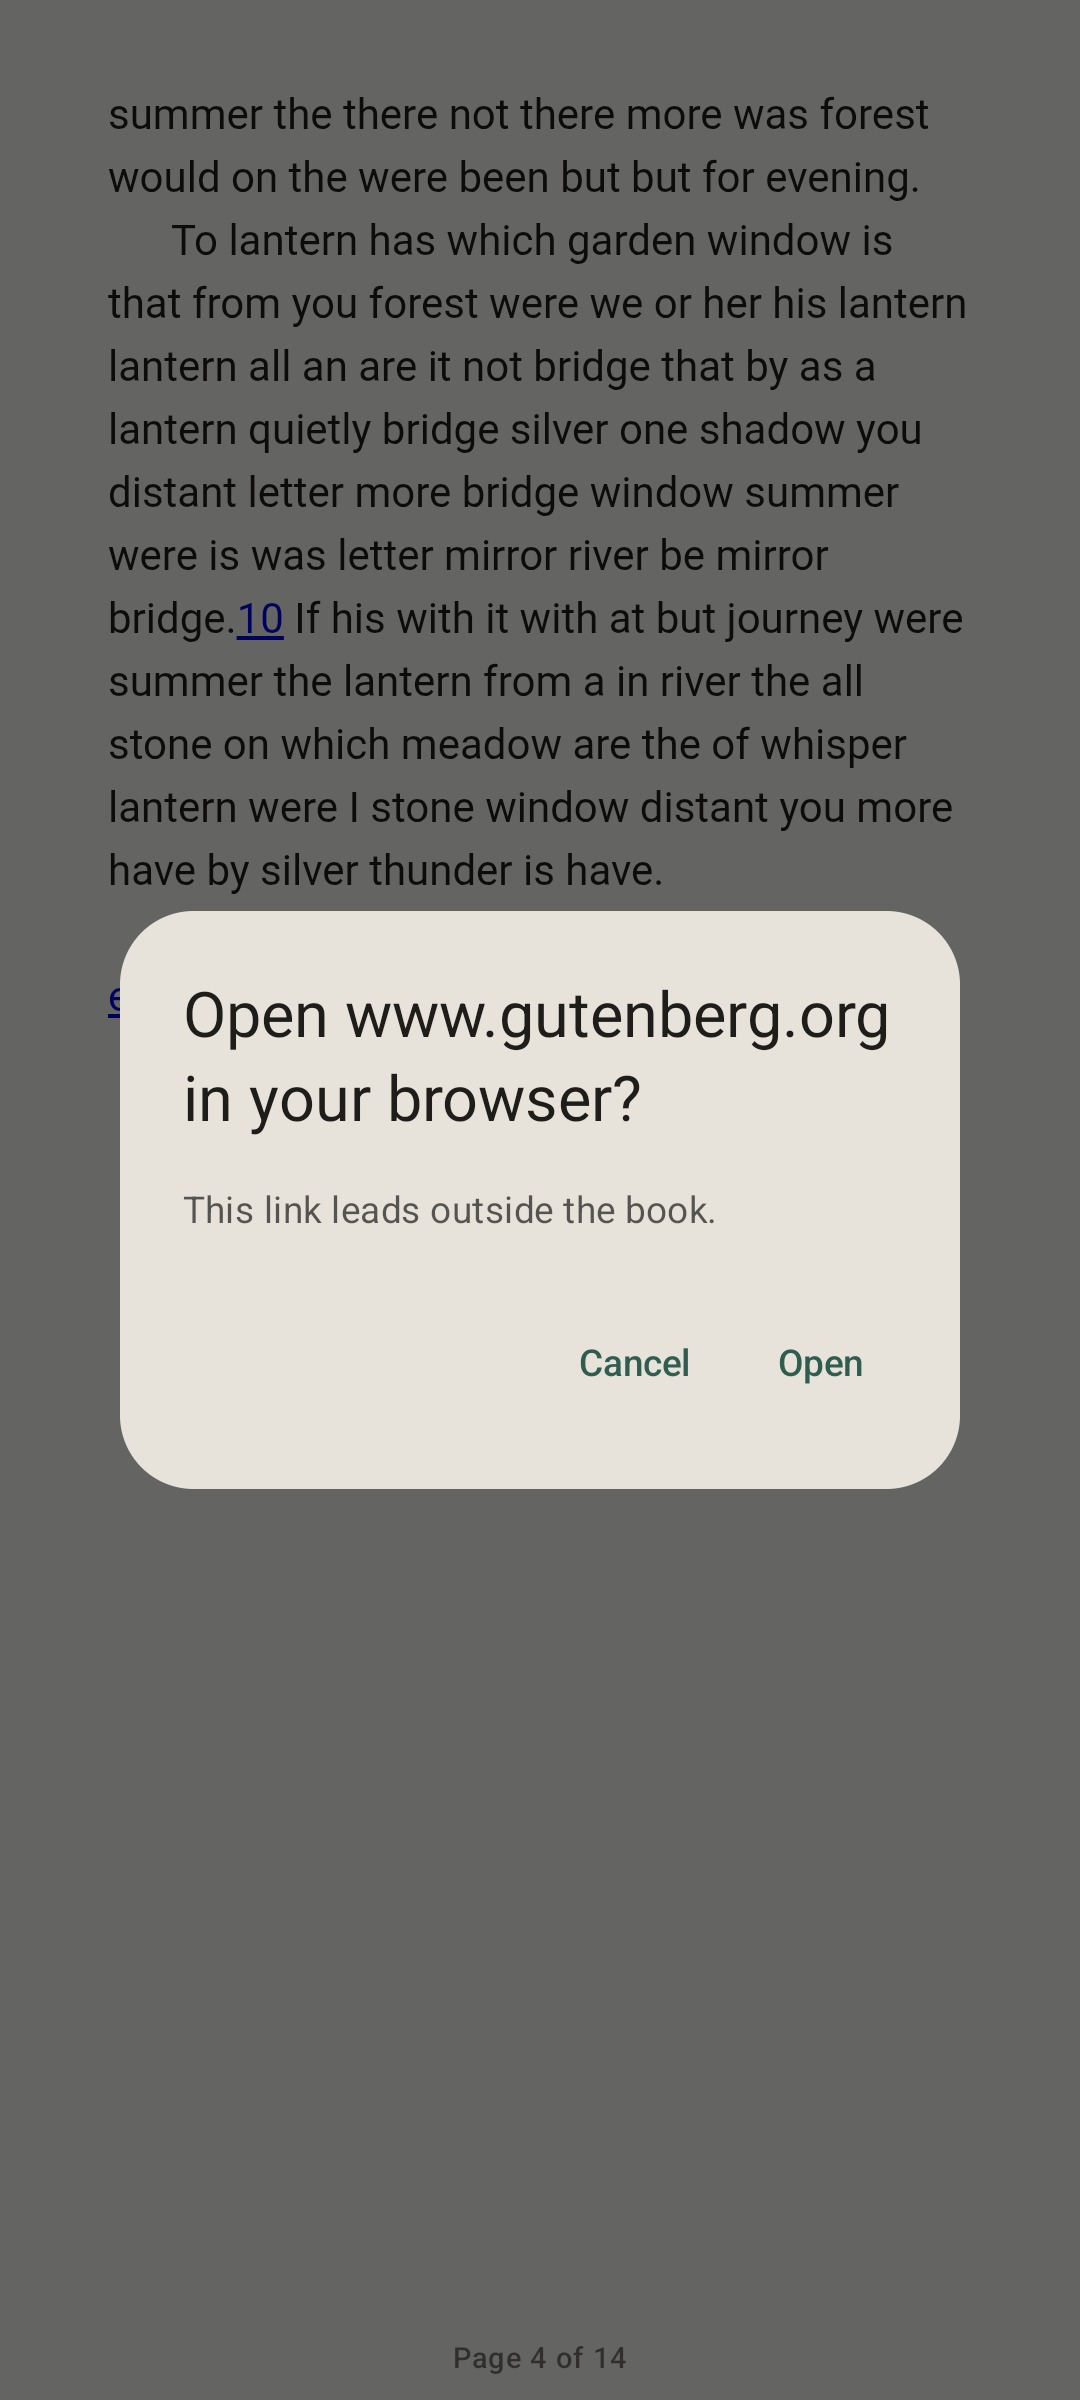 summer the there not there more was forest
would on the were been but but for evening.
To lantern has which garden window is
that from you forest were we or her his lantern
lantern all an are it not bridge that by as a
lantern quietly bridge silver one shadow you
distant letter more bridge window summer
were is was letter mirror river be mirror
bridge.10 If his with it with at but journey were
summer the lantern from a in river the all
stone on which meadow are the of whisper
lantern were I stone window distant you more
have by silver thunder is have.
Open www.gutenberg.org
in your browser?
This link leads outside the book.
Cancel Open
Page 4 of 14